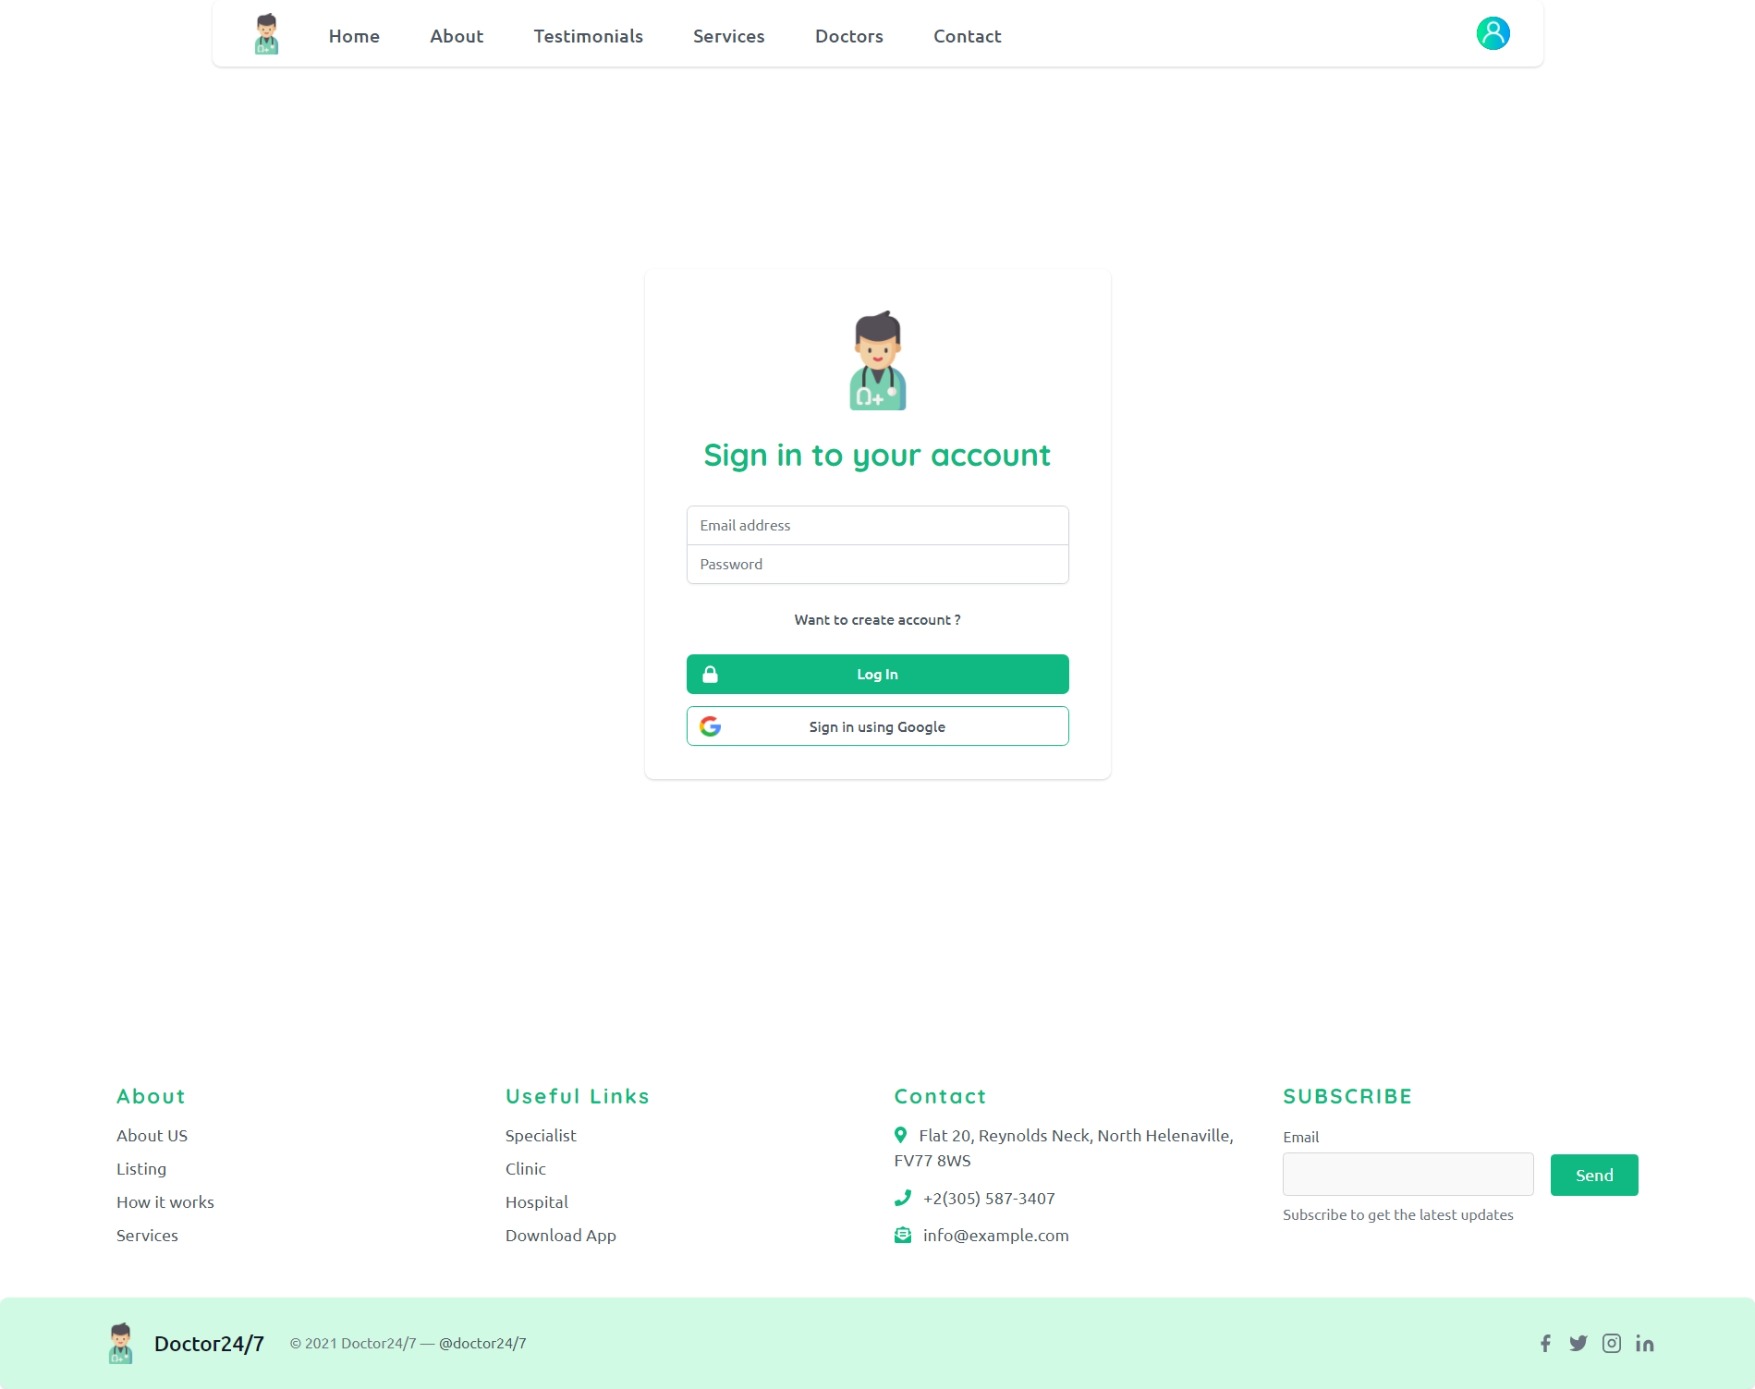 Home About Testimonials Services Doctors Contact
Sign in to your account
Email address
Password
Want to create account ?
Log In
Sign in using Google
About
About US
Listing
How it works
Services
Useful Links
Specialist
Clinic
Hospital
Download App
Contact
Flat 20, Reynolds Neck, North Helenaville,
FV77 8WS
+2(305) 587-3407
info@example.com
SUBSCRIBE
Email
Send
Subscribe to get the latest updates
Doctor24/7 © 2021 Doctor24/7 — @doctor24/7